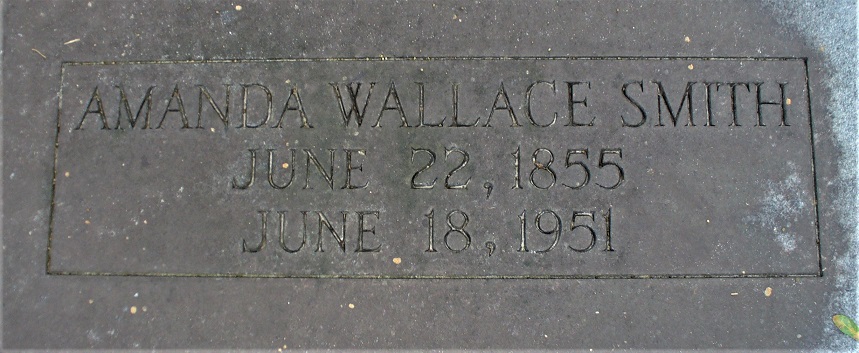 AMANDA WALLACE SMITH
JUNE 22, 1855
JUNE 18, 1951